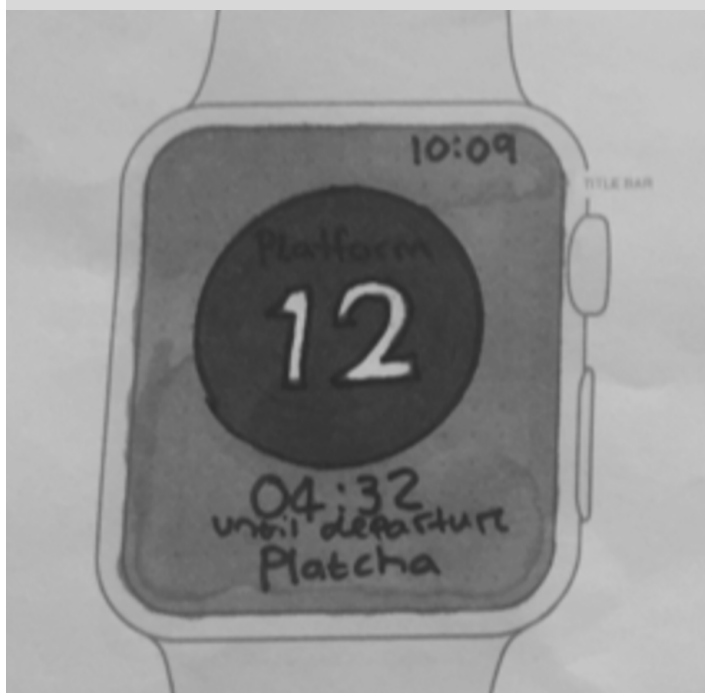 10:09
TITLE BAR
Platform
12
04:32
until departure
Platcha